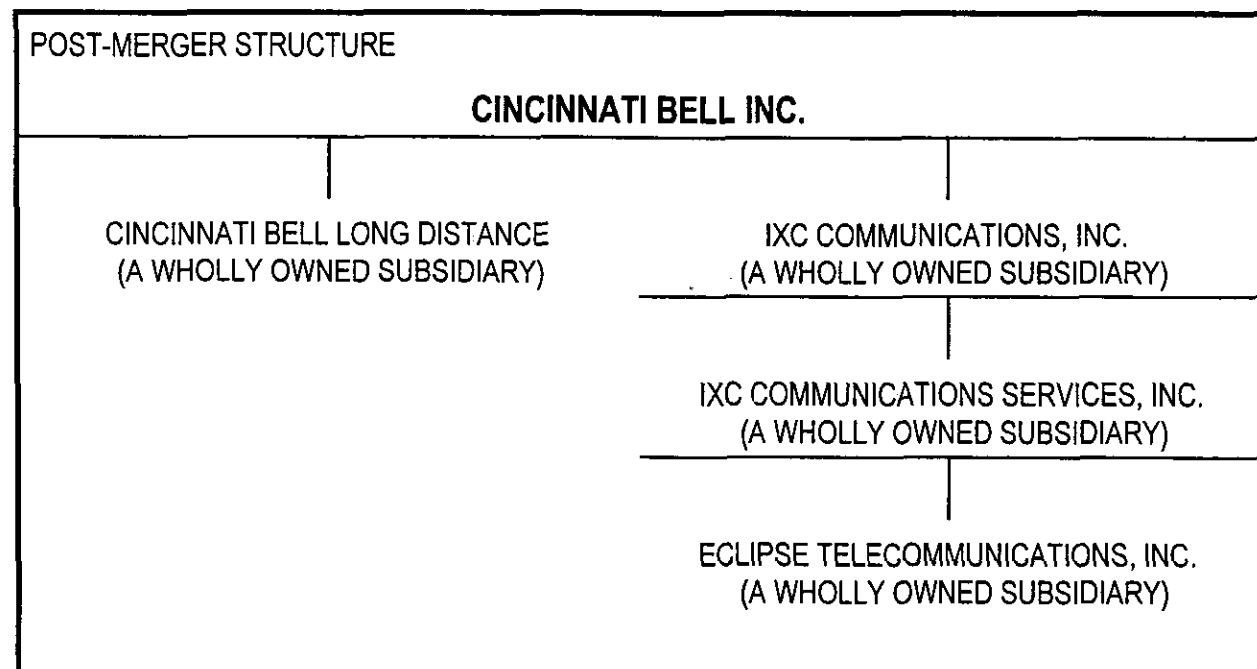 POST-MERGER STRUCTURE
CINCINNATI BELL INC.
CINCINNATI BELL LONG DISTANCE
(A WHOLLY OWNED SUBSIDIARY)
IXC COMMUNICATIONS, INC.
(A WHOLLY OWNED SUBSIDIARY)
IXC COMMUNICATIONS SERVICES, INC.
(A WHOLLY OWNED SUBSIDIARY)
ECLIPSE TELECOMMUNICATIONS, INC.
(A WHOLLY OWNED SUBSIDIARY)